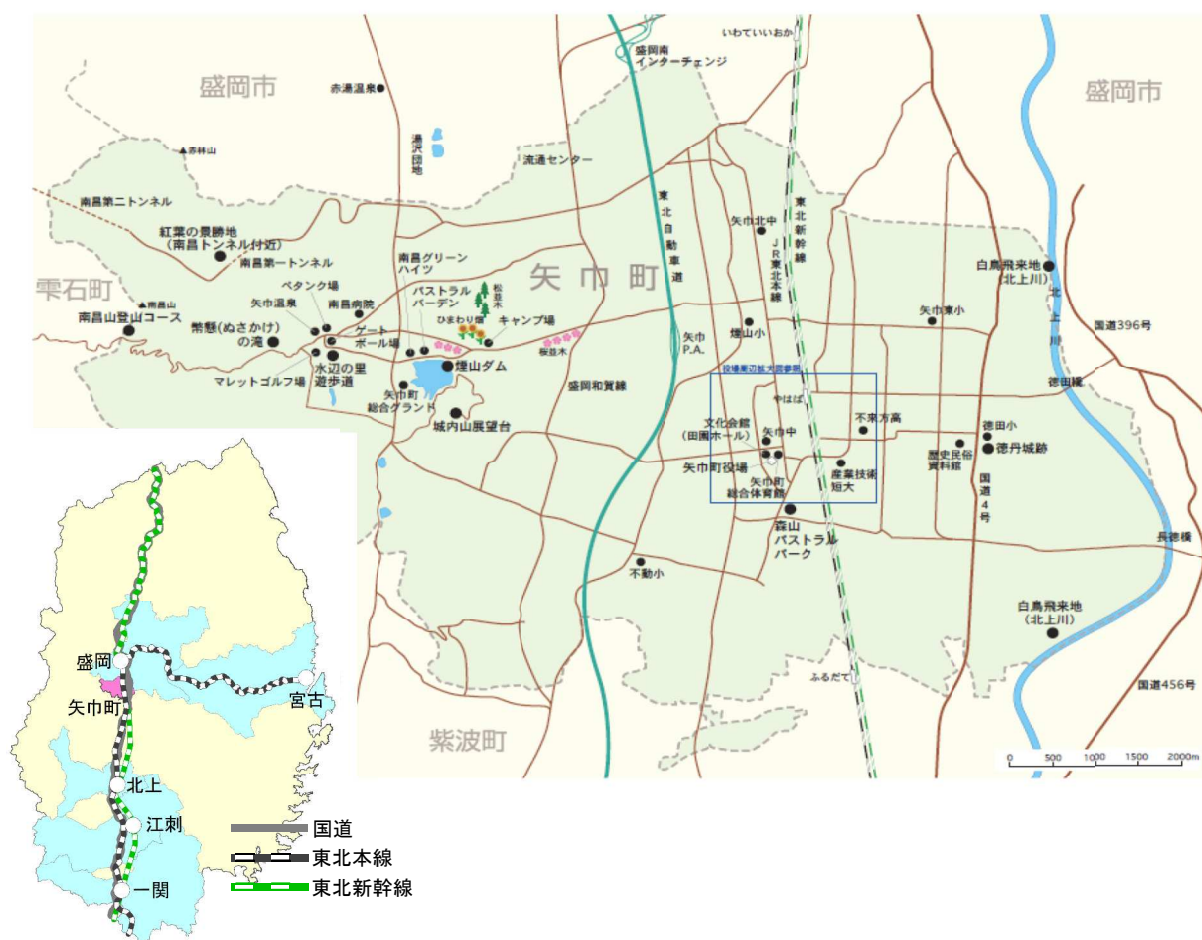 いわていいおか
盛岡南
インターチェンジ
盛岡市
盛岡市
赤湯温泉
湯沢団地
▲赤林山
流通センター
南昌第二トンネル
紅葉の景勝地
(南昌トンネル付近)
南昌第一トンネル
雫石町
南昌山
南昌山登山コース
幣懸(ぬさかけ)
の滝
矢巾温泉
ペタンク場
南昌病院
ゲート
ボール場
マレットゴルフ場
水辺の里
遊歩道
南昌グリーン
ハイツ
パストラル
バーデン
松並木
ひまわり畑
キャンプ場
桜並木
煙山ダム
矢巾町
総合グランド
城内山展望台
矢巾町
盛岡和賀線
東北自動車道
矢巾
P.A.
矢巾北中
JR東北本線
東北新幹線
煙山小
矢巾東小
白鳥飛来地
(北上川)
北上川
国道396号
徳田橋
役場周辺拡大図参照
やはば
文化会館
(田園ホール)
矢巾中
矢巾町役場
矢巾町
総合体育館
不来方高
産業技術
短大
歴史民俗
資料館
徳田小
徳丹城跡
国道4号
森山
パストラル
パーク
不動小
長徳橋
白鳥飛来地
(北上川)
ふるだて
国道456号
紫波町
0 500 1000 1500 2000m
盛岡
矢巾町
宮古
北上
江刺
一関
国道
東北本線
東北新幹線